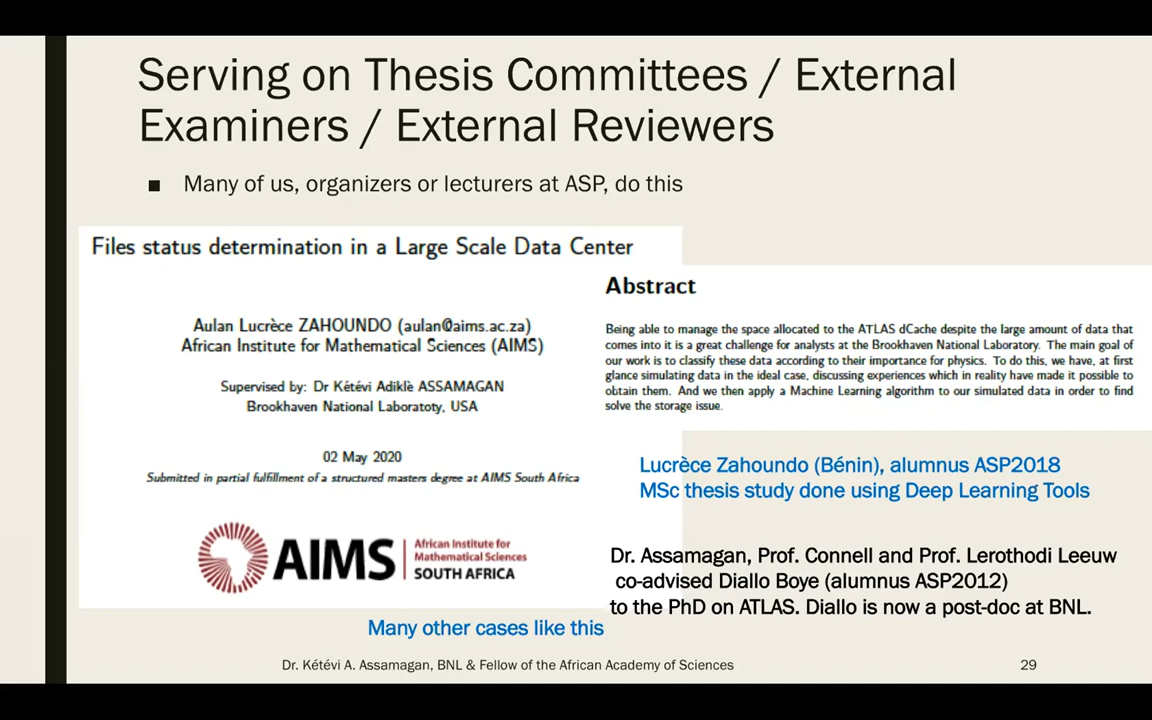 Serving on Thesis Committees / External
Examiners / External Reviewers
■ Many of us, organizers or lecturers at ASP, do this
Files status determination in a Large Scale Data Center
Aulan Lucrèce ZAHOUNDO (aulan@aims.ac.za)
African Institute for Mathematical Sciences (AIMS)
Supervised by: Dr Kétévi Adiklè ASSAMAGAN
Brookhaven National Laboratoty, USA
02 May 2020
Submitted in partial fulfillment of a structured masters degree at AIMS South Africa
AIMS
African Institute for
Mathematical Sciences
SOUTH AFRICA
Abstract
Being able to manage the space allocated to the ATLAS dCache despite the large amount of data that
comes into it is a great challenge for analysts at the Brookhaven National Laboratory. The main goal of
our work is to classify these data according to their importance for physics. To do this, we have, at first
glance simulating data in the ideal case, discussing experiences which in reality have made it possible to
obtain them. And we then apply a Machine Learning algorithm to our simulated data in order to find
solve the storage issue.
Lucrèce Zahoundo (Bénin), alumnus ASP2018
MSc thesis study done using Deep Learning Tools
Dr. Assamagan, Prof. Connell and Prof. Lerothodi Leeuw
co-advised Diallo Boye (alumnus ASP2012)
to the PhD on ATLAS. Diallo is now a post-doc at BNL.
Many other cases like this
Dr. Kétévi A. Assamagan, BNL & Fellow of the African Academy of Sciences
29